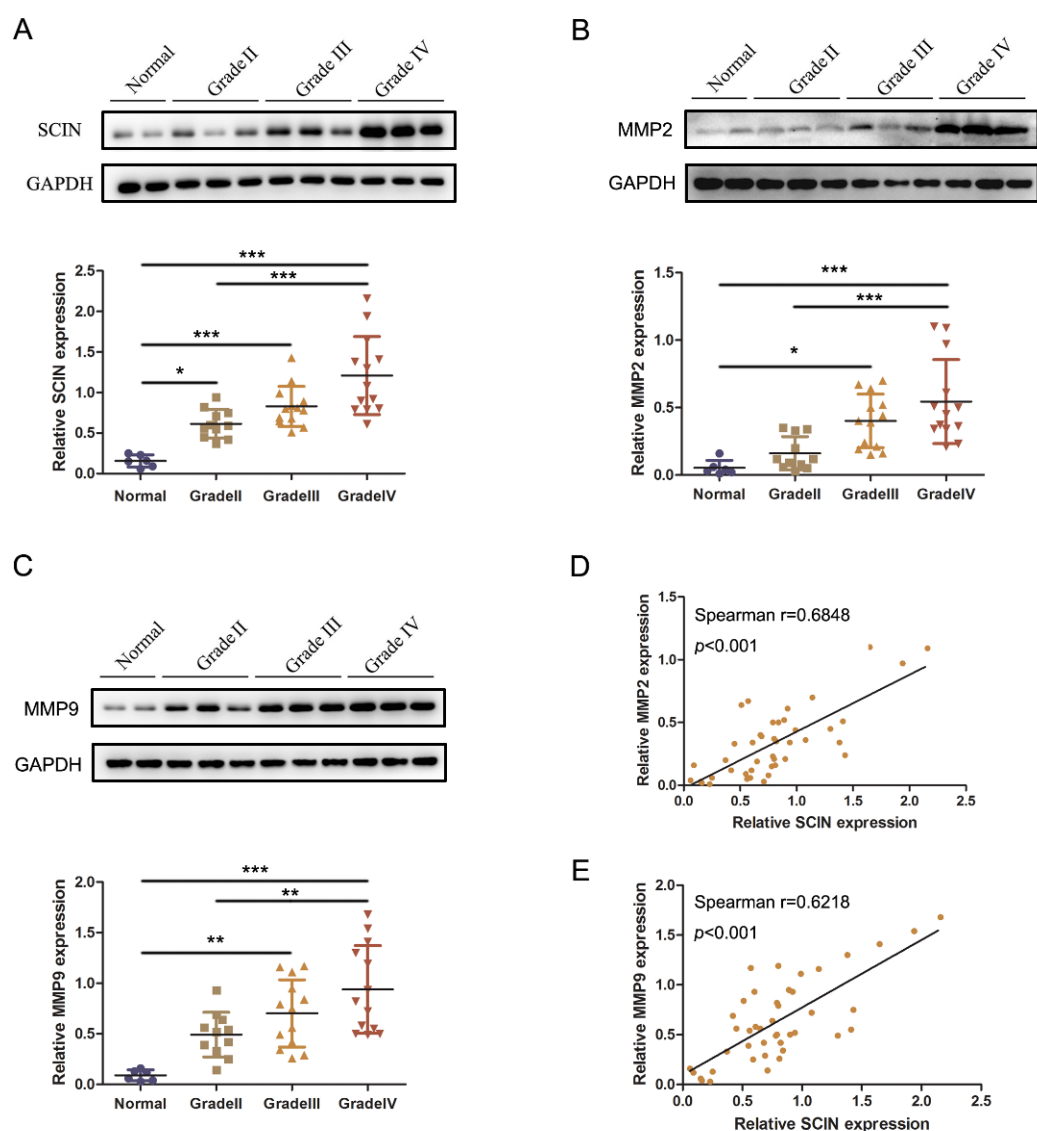 A
Normal
Grade II
Grade III
Grade IV
SCIN
GAPDH
***
***
***
*
Relative SCIN expression
2.5
2.0
1.5
1.0
0.5
0.0
Normal
GradeII
GradeIII
GradeIV
B
Normal
Grade II
Grade III
Grade IV
MMP2
GAPDH
***
***
*
Relative MMP2 expression
1.5
1.0
0.5
0.0
Normal
GradeII
GradeIII
GradeIV
C
Normal
Grade II
Grade III
Grade IV
MMP9
GAPDH
***
**
**
Relative MMP9 expression
2.0
1.5
1.0
0.5
0.0
Normal
GradeII
GradeIII
GradeIV
D
Spearman r=0.6848
p<0.001
Relative MMP2 expression
1.5
1.0
0.5
0.0
0.0 0.5 1.0 1.5 2.0 2.5
Relative SCIN expression
E
Spearman r=0.6218
p<0.001
Relative MMP9 expression
2.0
1.5
1.0
0.5
0.0
0.0 0.5 1.0 1.5 2.0 2.5
Relative SCIN expression